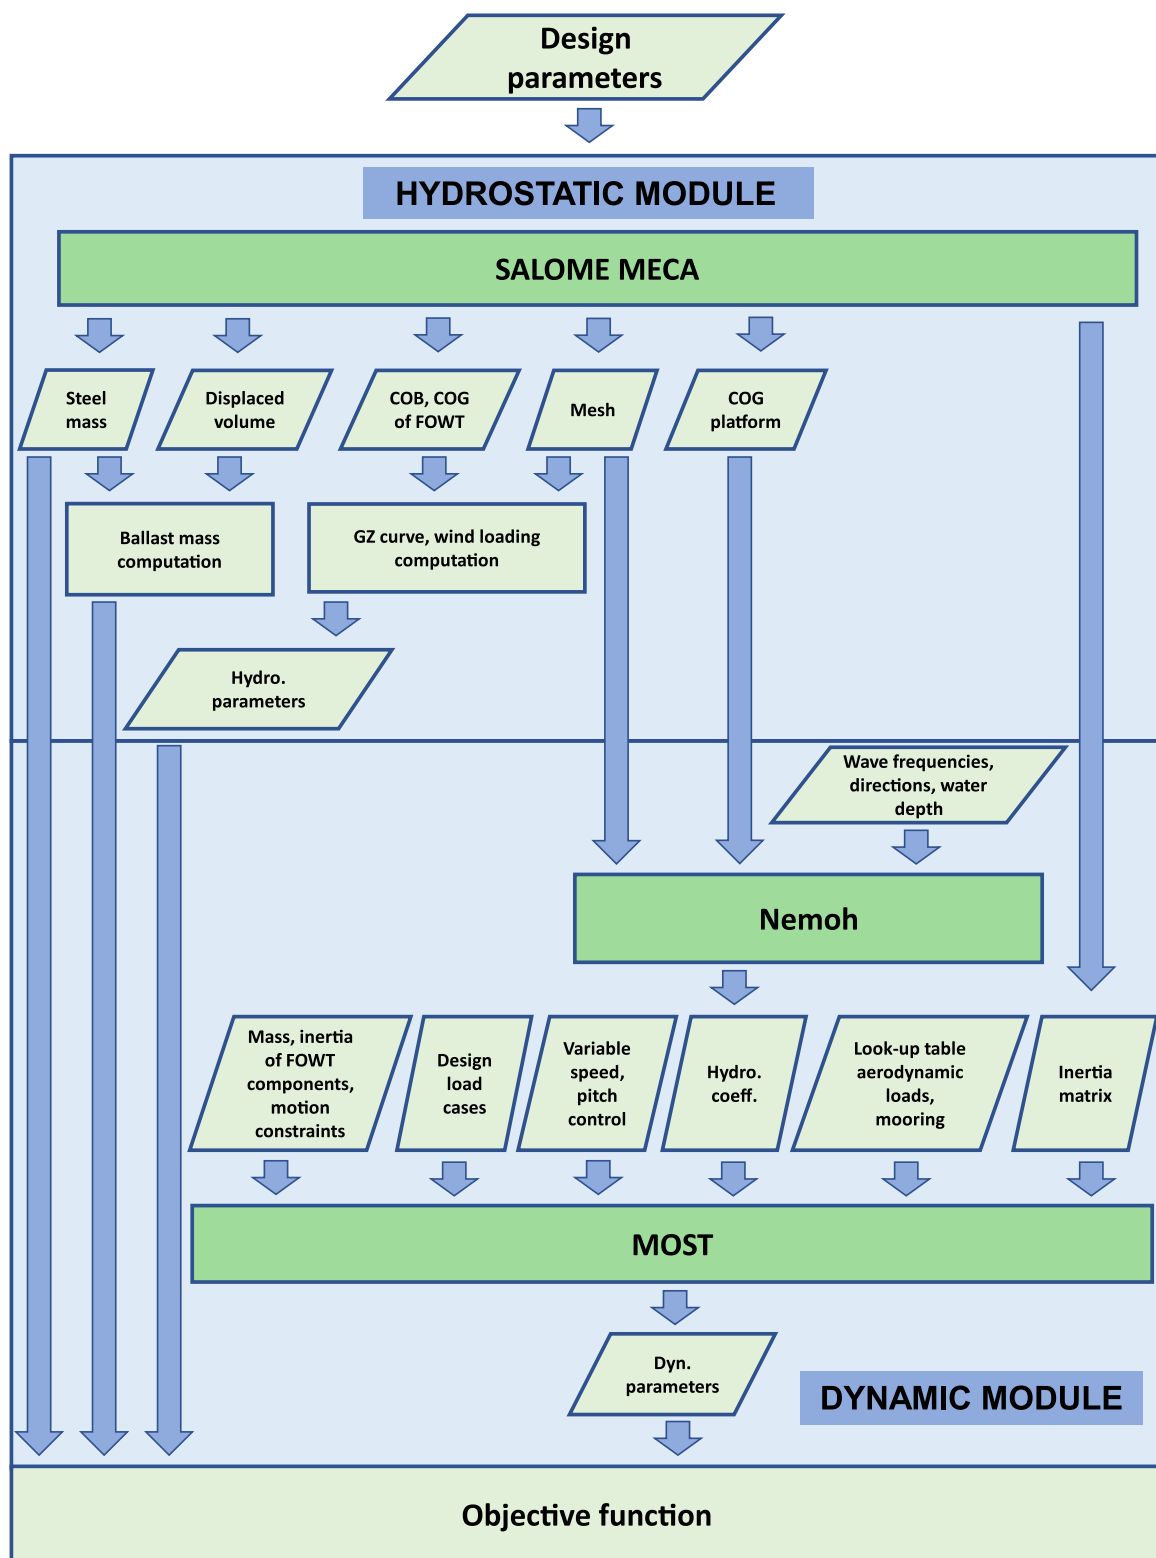 Design
parameters
HYDROSTATIC MODULE
SALOME MECA
Steel
mass
Displaced
volume
COB, COG
of FOWT
Mesh
COG
platform
Ballast mass
computation
GZ curve, wind loading
computation
Hydro.
parameters
Wave frequencies,
directions, water
depth
Nemoh
Mass, inertia
of FOWT
components,
motion
constraints
Design
load
cases
Variable
speed,
pitch
control
Hydro.
coeff.
Look-up table
aerodynamic
loads,
mooring
Inertia
matrix
MOST
Dyn.
parameters
DYNAMIC MODULE
Objective function